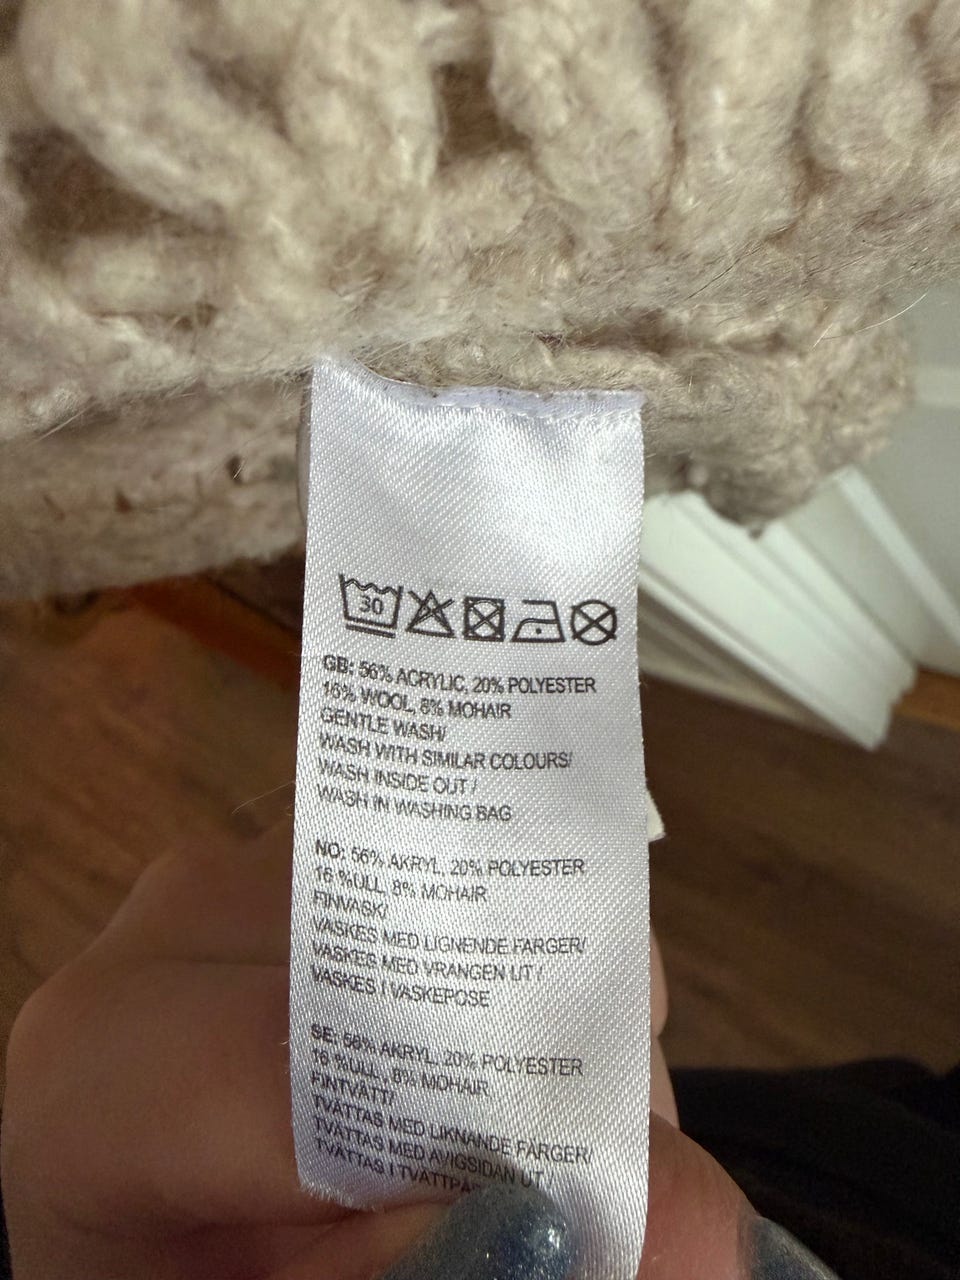 30
GB: 56% ACRYLIC, 20% POLYESTER
16% WOOL, 8% MOHAIR
GENTLE WASH/
WASH WITH SIMILAR COLOURS/
WASH INSIDE OUT /
WASH IN WASHING BAG
NO: 56% AKRYL, 20% POLYESTER
16 %ULL, 8% MOHAIR
FINVASK/
VASKES MED LIGNENDE FARGER/
VASKES MED VRANGEN UT /
VASKES I VASKEPOSE
SE: 56% AKRYL, 20% POLYESTER
16 %ULL , 8% MOHAIR
FINTVÄTT/
TVÄTTAS MED LIKNANDE FÄRGER/
TVÄTTAS MED AVIGSIDAN UT /
TVÄTTAS I